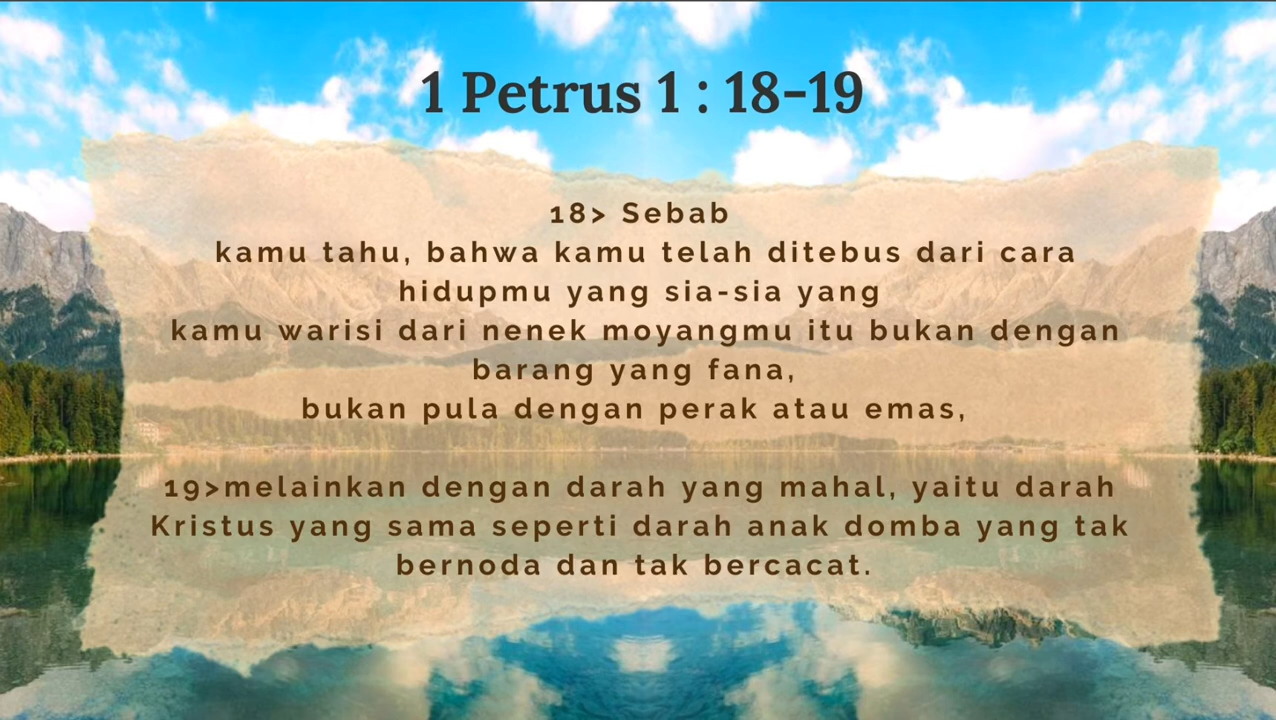 1 Petrus 1 : 18-19
18> Sebab
kamu tahu, bahwa kamu telah ditebus dari cara
hidupmu yang sia-sia yang
kamu warisi dari nenek moyangmu itu bukan dengan
barang yang fana,
bukan pula dengan perak atau emas,
19>melainkan dengan darah yang mahal, yaitu darah
Kristus yang sama seperti darah anak domba yang tak
bernoda dan tak bercacat.